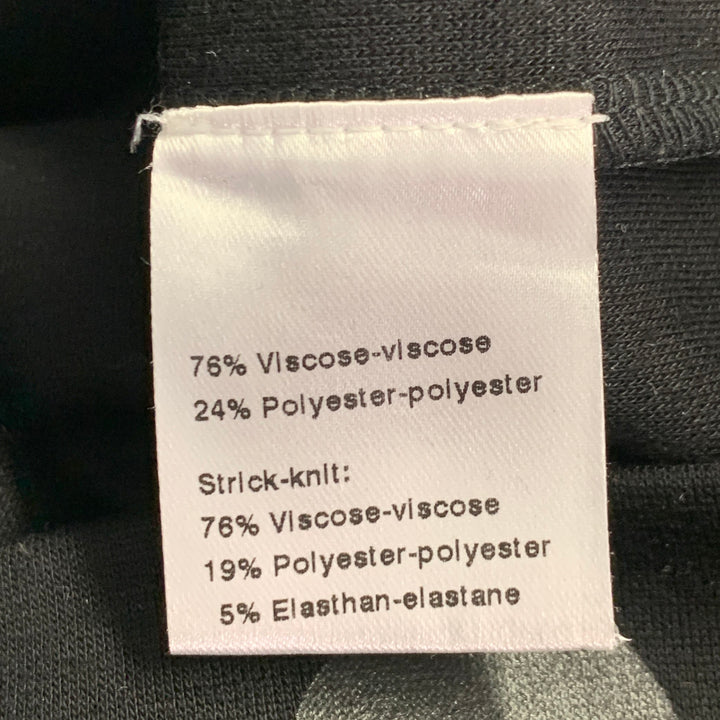 76% Viscose-viscose
24% Polyester-polyester
Strick-knit:
76% Viscose-viscose
19% Polyester-polyester
5% Elasthan-elastane